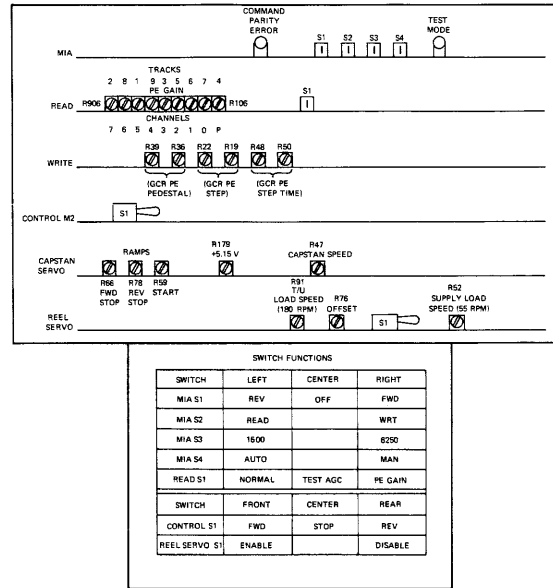 COMMAND PARITY ERROR
TEST MODE
S1 S2 S3 S4
MIA
TRACKS
2 8 1 9 3 5 6 7 4
PE GAIN
S1
READ R906 R106
CHANNELS
7 6 5 4 3 2 1 0 P
R39 R36 R22 R19 R48 R50
WRITE
(GCR PE PEDESTAL) (GCR PE STEP) (GCR PE STEP TIME)
CONTROL M2 S1
RAMPS
R179 +5.15 V
R47 CAPSTAN SPEED
CAPSTAN SERVO
R66 FWD STOP
R78 REV STOP
R59 START
R91 T/U LOAD SPEED (180 RPM)
R76 OFFSET
S1
R52 SUPPLY LOAD SPEED (55 RPM)
REEL SERVO
SWITCH FUNCTIONS
SWITCH LEFT CENTER RIGHT
MIA S1 REV OFF FWD
MIA S2 READ WRT
MIA S3 1600 6250
MIA S4 AUTO MAN
READ S1 NORMAL TEST AGC PE GAIN
SWITCH FRONT CENTER REAR
CONTROL S1 FWD STOP REV
REEL SERVO S1 ENABLE DISABLE